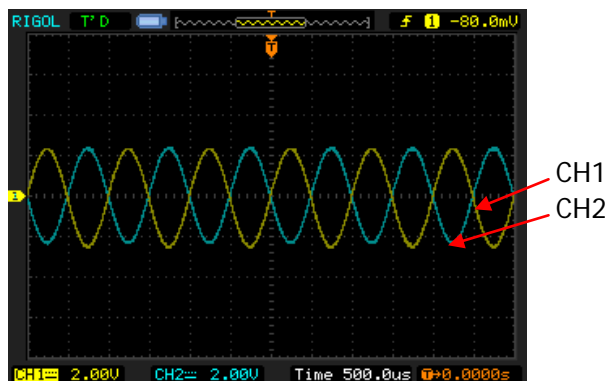 RIGOL T'D T f 1 -80.0mV
T
1
CH1
CH2
CH1 2.00V CH2 2.00V Time 500.0us T→0.0000s